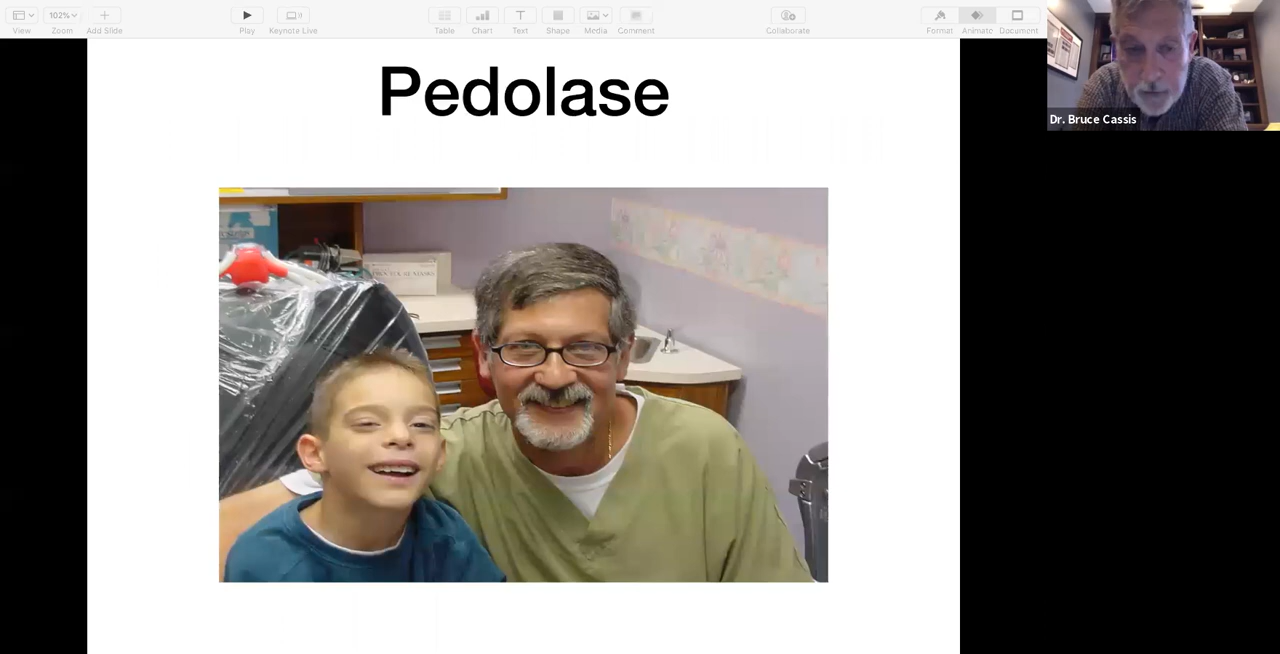 102%
View
Zoom
Add Slide
Play
Keynote Live
Table
Chart
Text
Shape
Media
Comment
Collaborate
Format
Animate
Document
Dr. Bruce Cassis
Pedolase